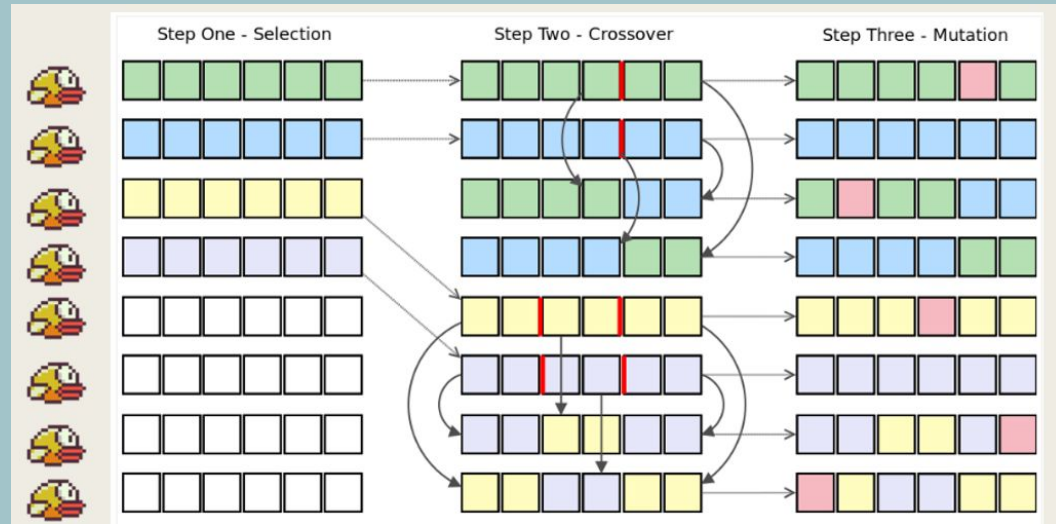 Step One - Selection
Step Two - Crossover
Step Three - Mutation